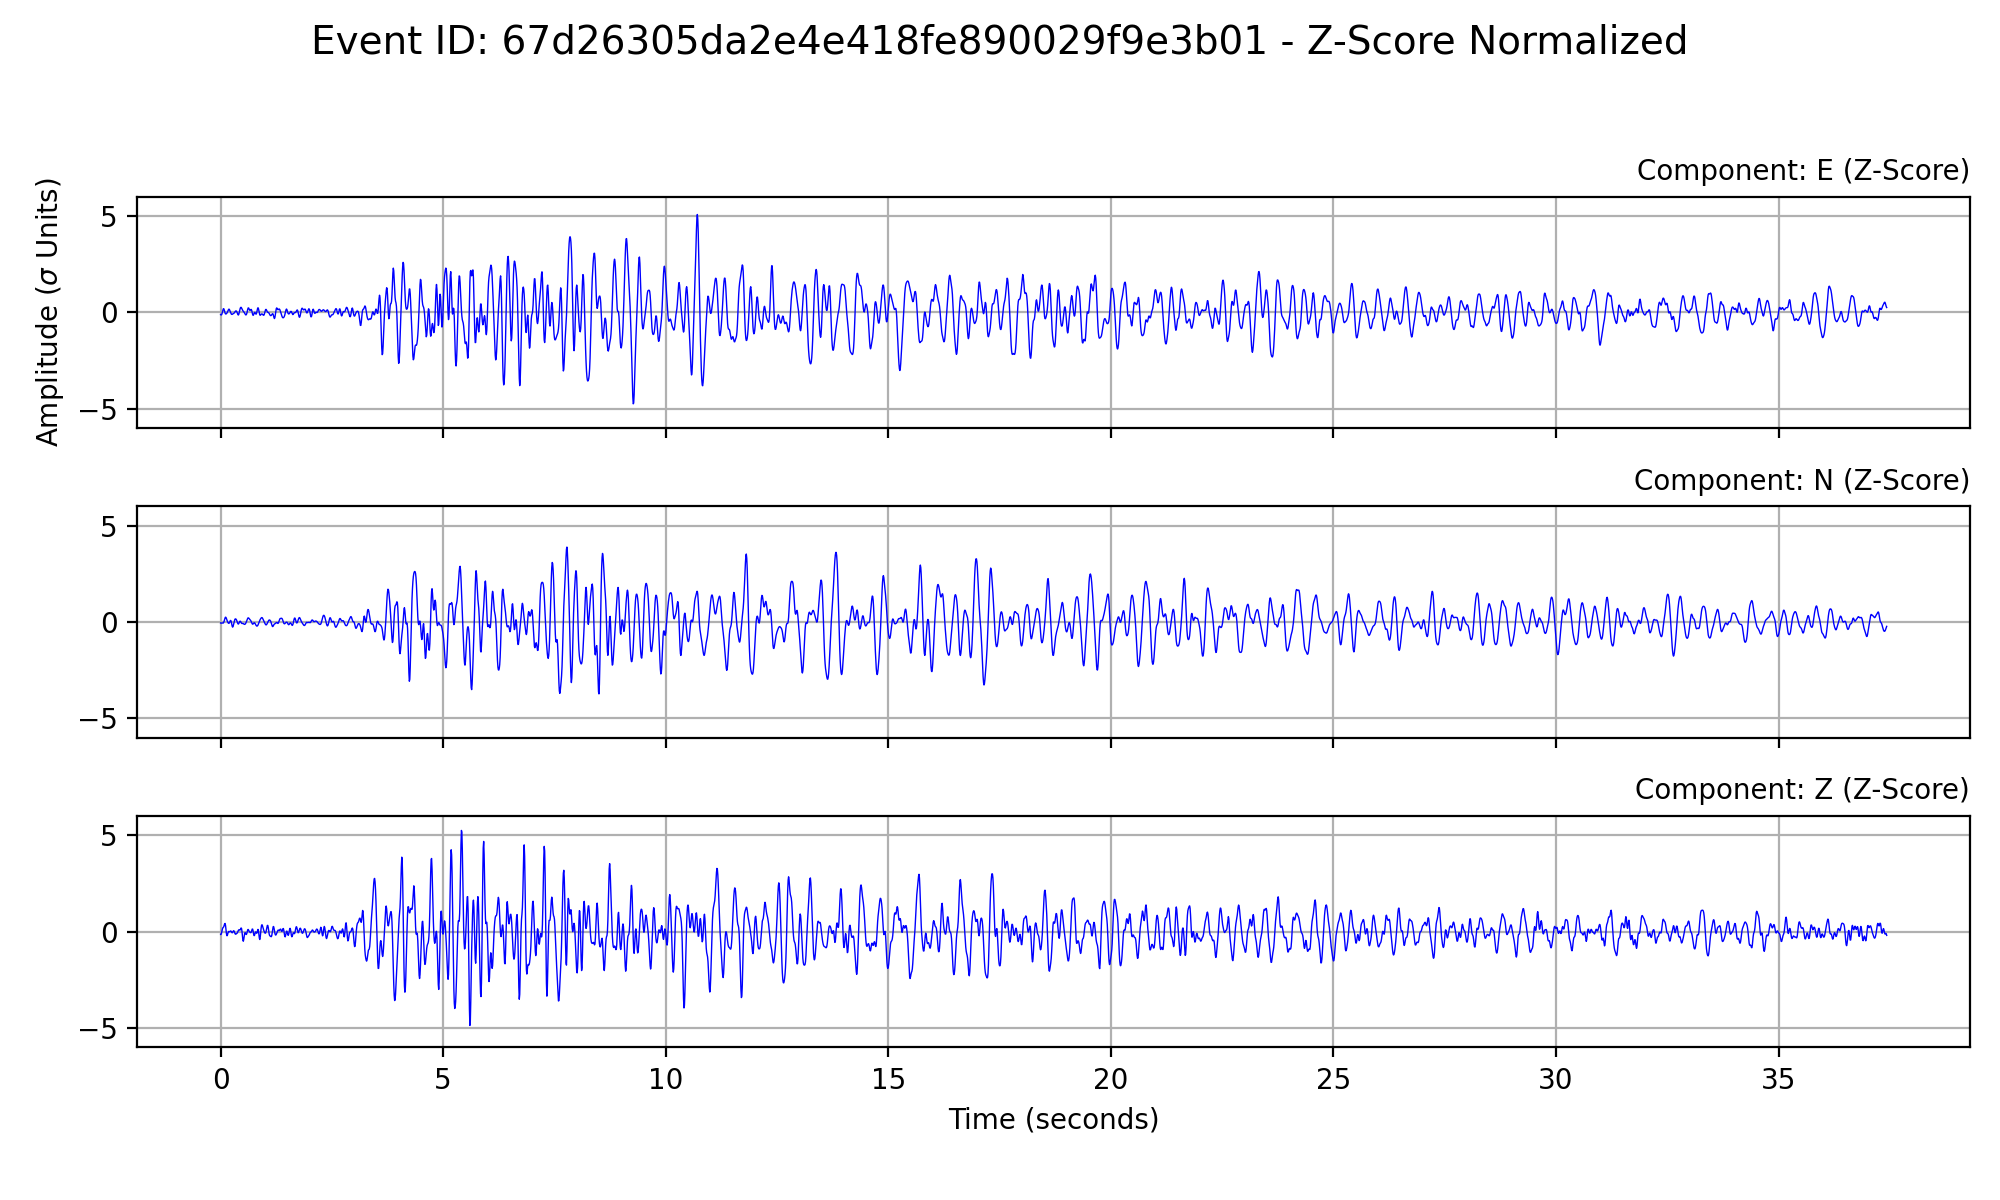 Event ID: 67d26305da2e4e418fe890029f9e3b01 - Z-Score Normalized
Component: E (Z-Score)
Amplitude (σ Units)
5
0
−5
Component: N (Z-Score)
5
0
−5
Component: Z (Z-Score)
5
0
−5
0 5 10 15 20 25 30 35
Time (seconds)